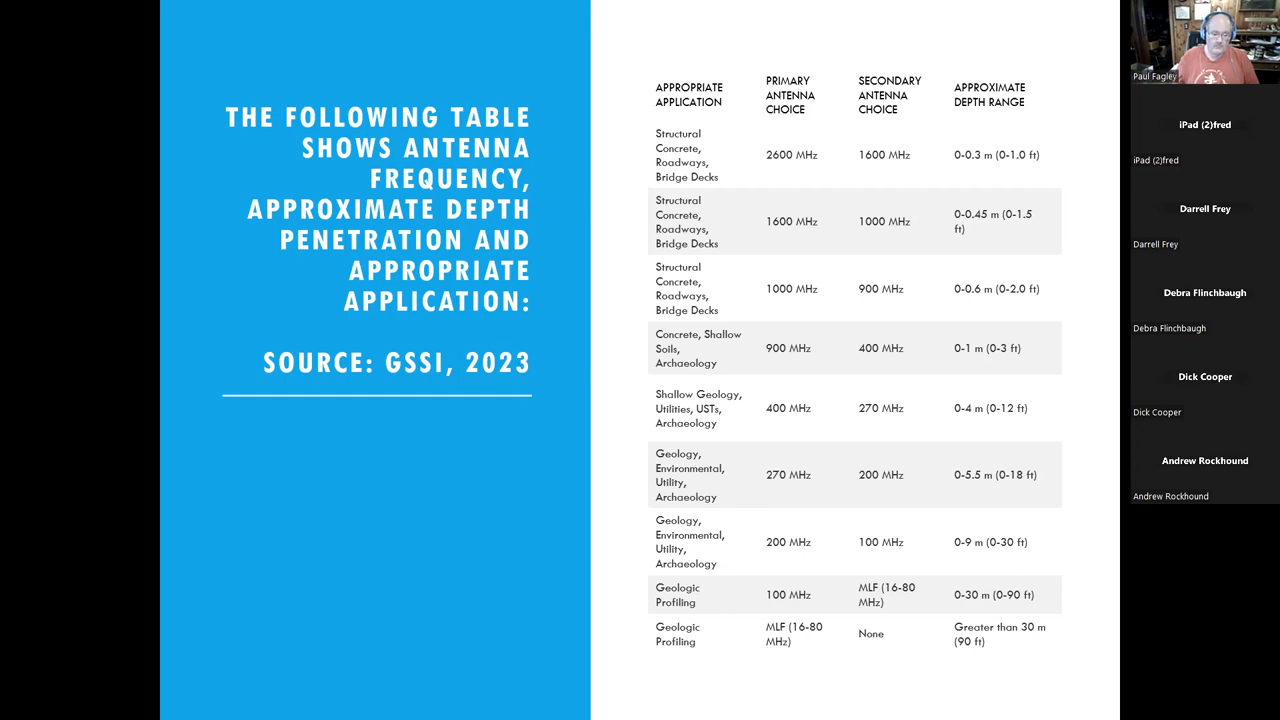 THE FOLLOWING TABLE
SHOWS ANTENNA
FREQUENCY,
APPROXIMATE DEPTH
PENETRATION AND
APPROPRIATE
APPLICATION:
SOURCE: GSSI, 2023
APPROPRIATE
APPLICATION
PRIMARY
ANTENNA
CHOICE
SECONDARY
ANTENNA
CHOICE
APPROXIMATE
DEPTH RANGE
Structural
Concrete,
Roadways,
Bridge Decks
2600 MHz
1600 MHz
0-0.3 m (0-1.0 ft)
Structural
Concrete,
Roadways,
Bridge Decks
1600 MHz
1000 MHz
0-0.45 m (0-1.5
ft)
Structural
Concrete,
Roadways,
Bridge Decks
1000 MHz
900 MHz
0-0.6 m (0-2.0 ft)
Concrete, Shallow
Soils,
Archaeology
900 MHz
400 MHz
0-1 m (0-3 ft)
Shallow Geology,
Utilities, USTs,
Archaeology
400 MHz
270 MHz
0-4 m (0-12 ft)
Geology,
Environmental,
Utility,
Archaeology
270 MHz
200 MHz
0-5.5 m (0-18 ft)
Geology,
Environmental,
Utility,
Archaeology
200 MHz
100 MHz
0-9 m (0-30 ft)
Geologic
Profiling
100 MHz
MLF (16-80
MHz)
0-30 m (0-90 ft)
Geologic
Profiling
MLF (16-80
MHz)
None
Greater than 30 m
(90 ft)
Paul Fagley
iPad (2)fred
iPad (2)fred
Darrell Frey
Darrell Frey
Debra Flinchbaugh
Debra Flinchbaugh
Dick Cooper
Dick Cooper
Andrew Rockhound
Andrew Rockhound